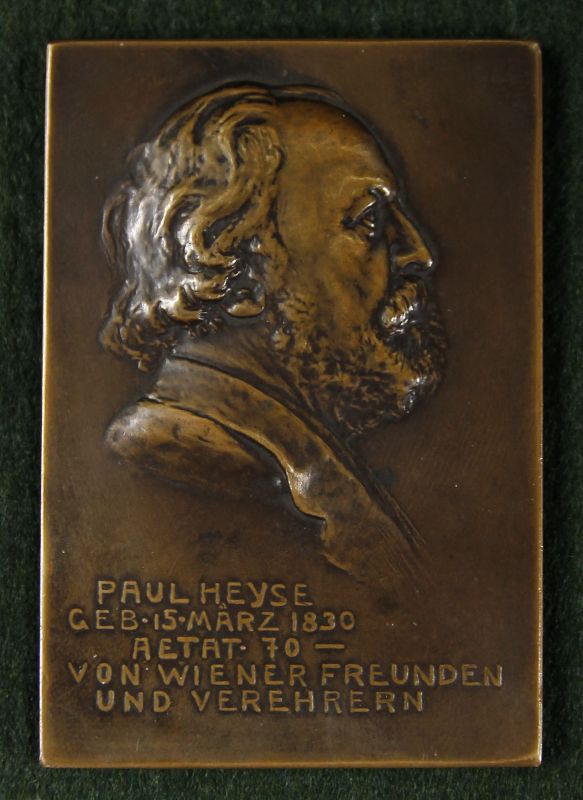 PAUL HEYSE
GEB·15·MÄRZ 1830
AETAT· 70 —
VON WIENER FREUNDEN
UND VEREHRERN